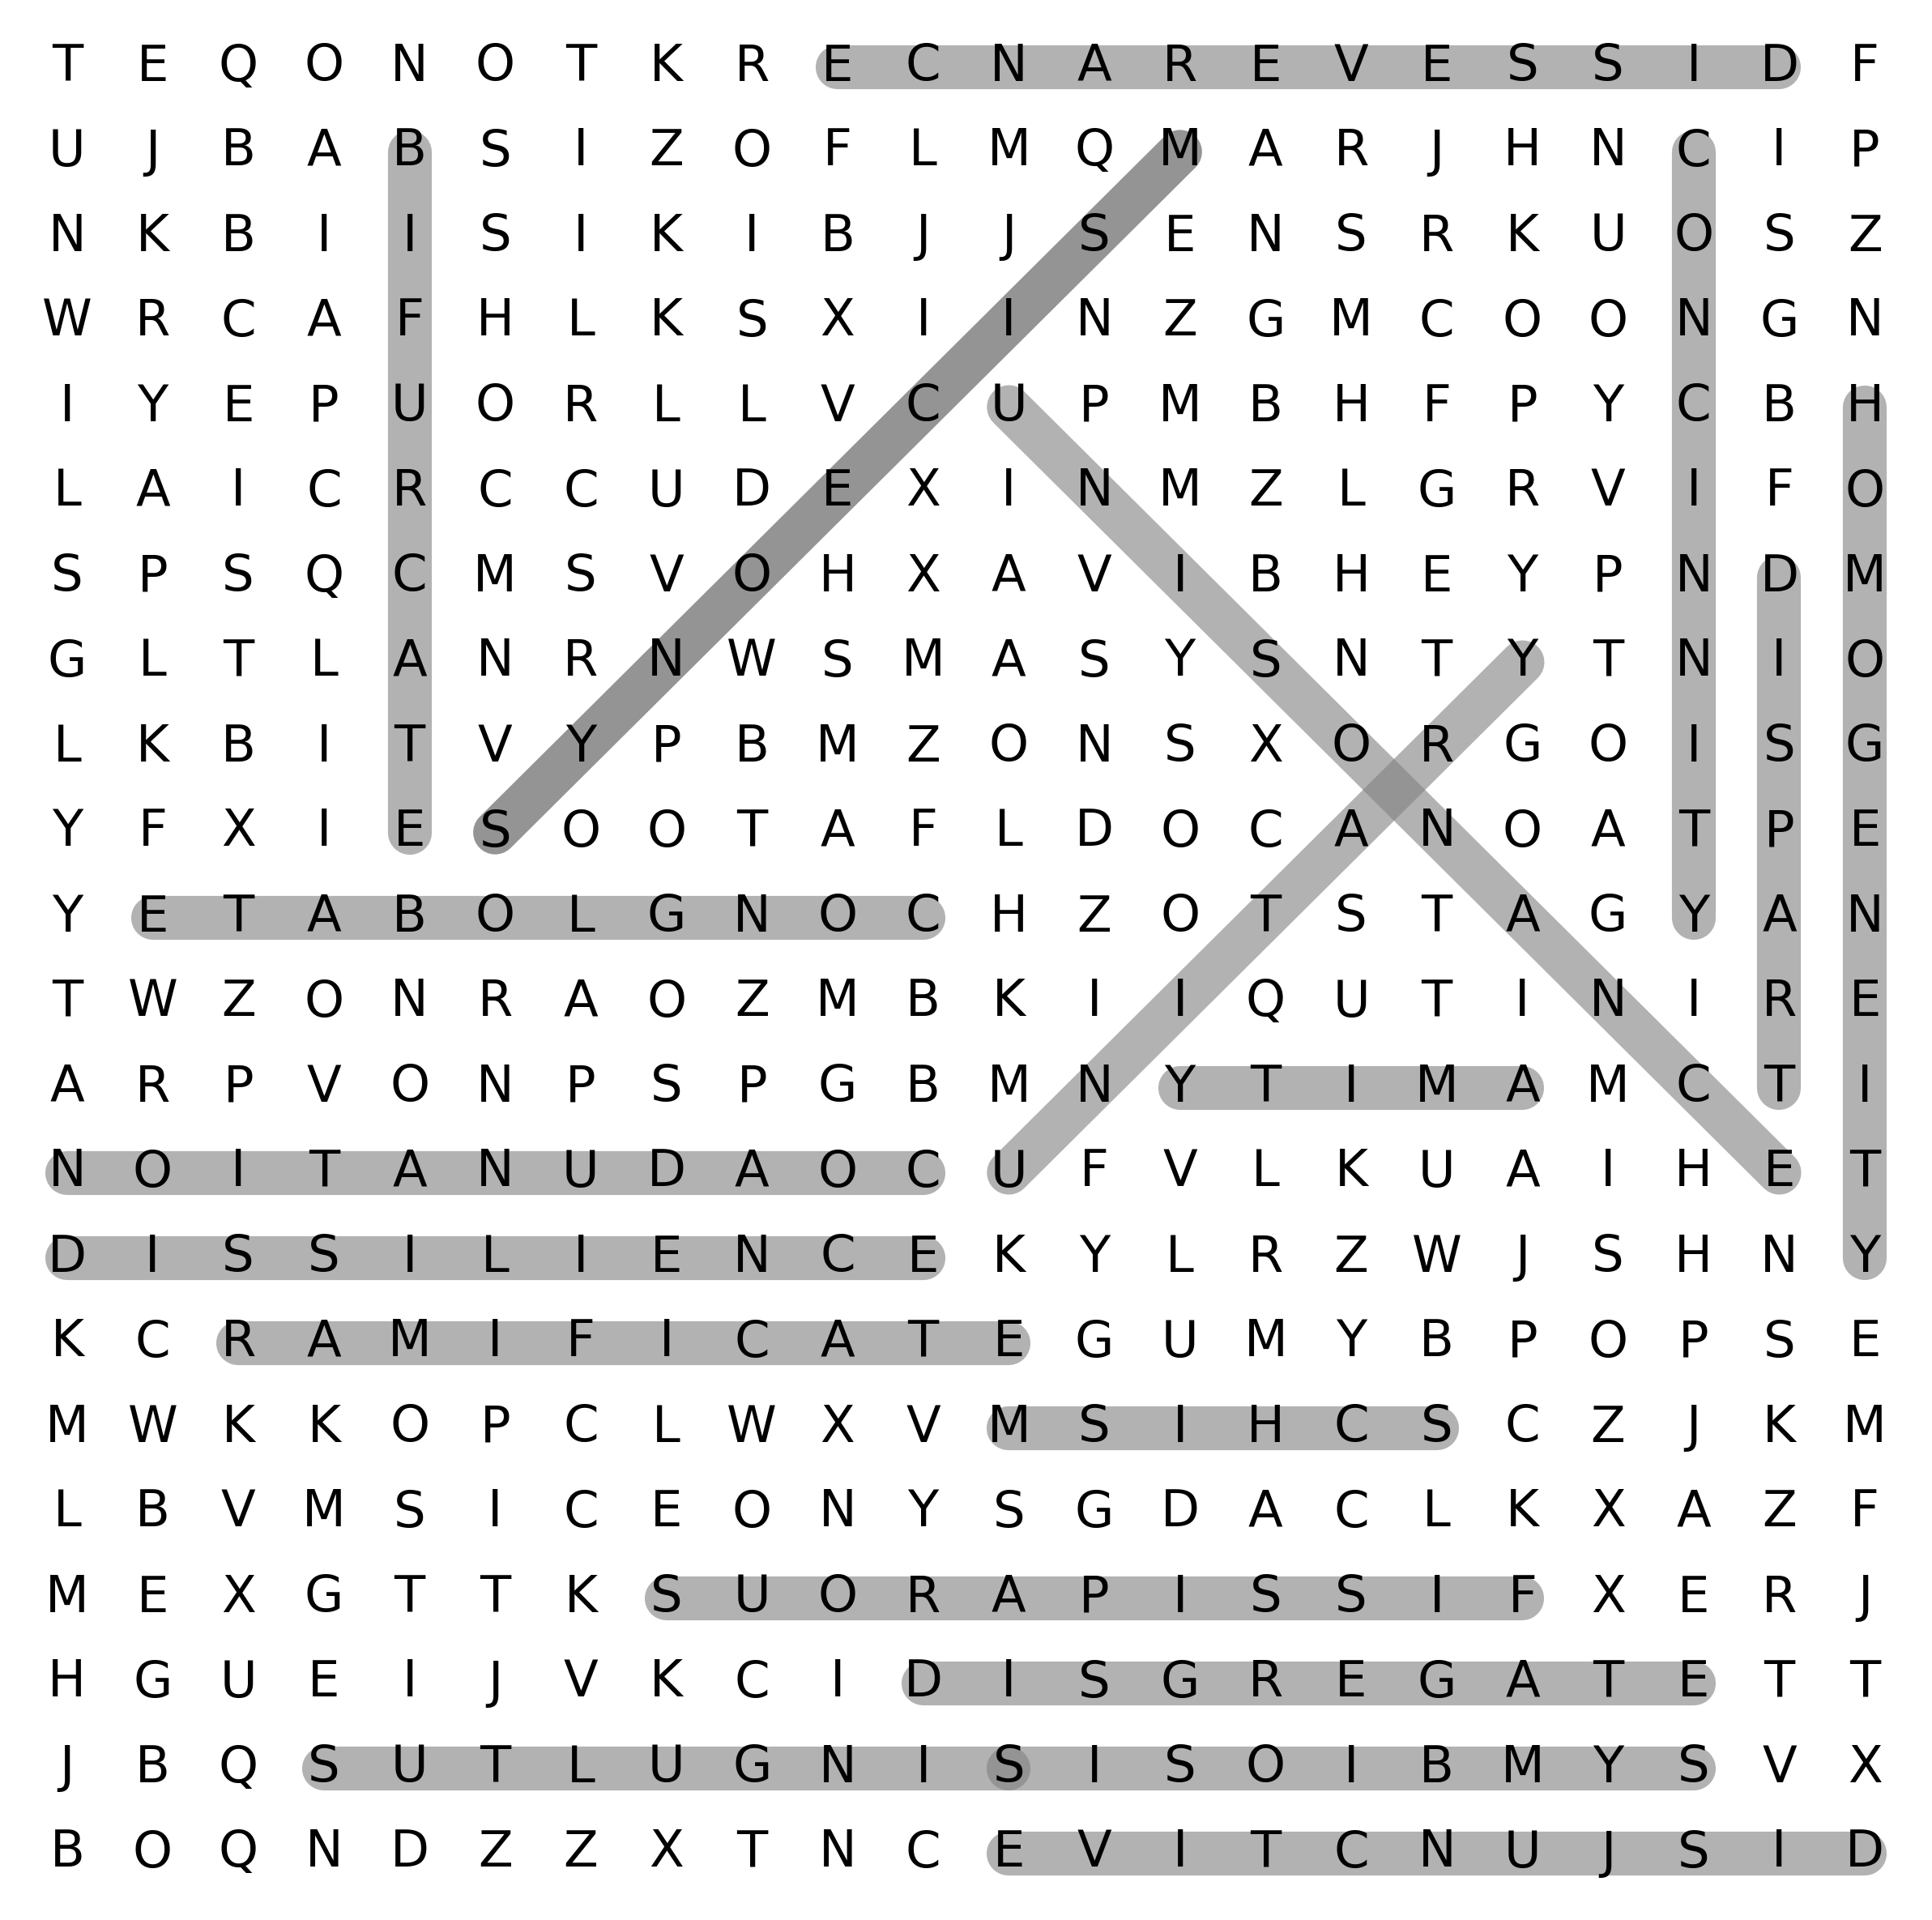 T E Q O N O T K R E C N A R E V E S S I D F
U J B A B S I Z O F L M Q M A R J H N C I P
N K B I I S I K I B J J S E N S R K U O S Z
W R C A F H L K S X I I N Z G M C O O N G N
I Y E P U O R L L V C U P M B H F P Y C B H
L A I C R C C U D E X I N M Z L G R V I F O
S P S Q C M S V O H X A V I B H E Y P N D M
G L T L A N R N W S M A S Y S N T Y T N I O
L K B I T V Y P B M Z O N S X O R G O I S G
Y F X I E S O O T A F L D O C A N O A T P E
Y E T A B O L G N O C H Z O T S T A G Y A N
T W Z O N R A O Z M B K I I Q U T I N I R E
A R P V O N P S P G B M N Y T I M A M C T I
N O I T A N U D A O C U F V L K U A I H E T
D I S S I L I E N C E K Y L R Z W J S H N Y
K C R A M I F I C A T E G U M Y B P O P S E
M W K K O P C L W X V M S I H C S C Z J K M
L B V M S I C E O N Y S G D A C L K X A Z F
M E X G T T K S U O R A P I S S I F X E R J
H G U E I J V K C I D I S G R E G A T E T T
J B Q S U T L U G N I S I S O I B M Y S V X
B O Q N D Z Z X T N C E V I T C N U J S I D